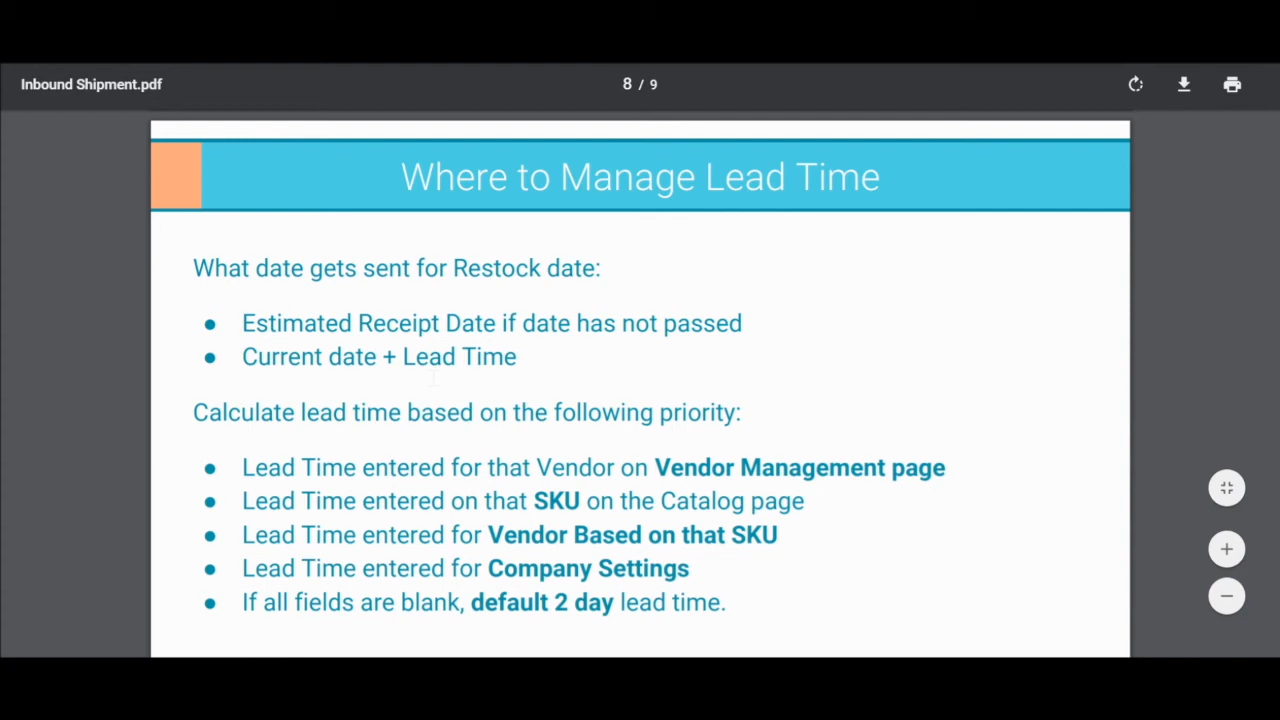 Inbound Shipment.pdf
8 / 9
Where to Manage Lead Time
What date gets sent for Restock date:
● Estimated Receipt Date if date has not passed
● Current date + Lead Time
Calculate lead time based on the following priority:
● Lead Time entered for that Vendor on Vendor Management page
● Lead Time entered on that SKU on the Catalog page
● Lead Time entered for Vendor Based on that SKU
● Lead Time entered for Company Settings
● If all fields are blank, default 2 day lead time.